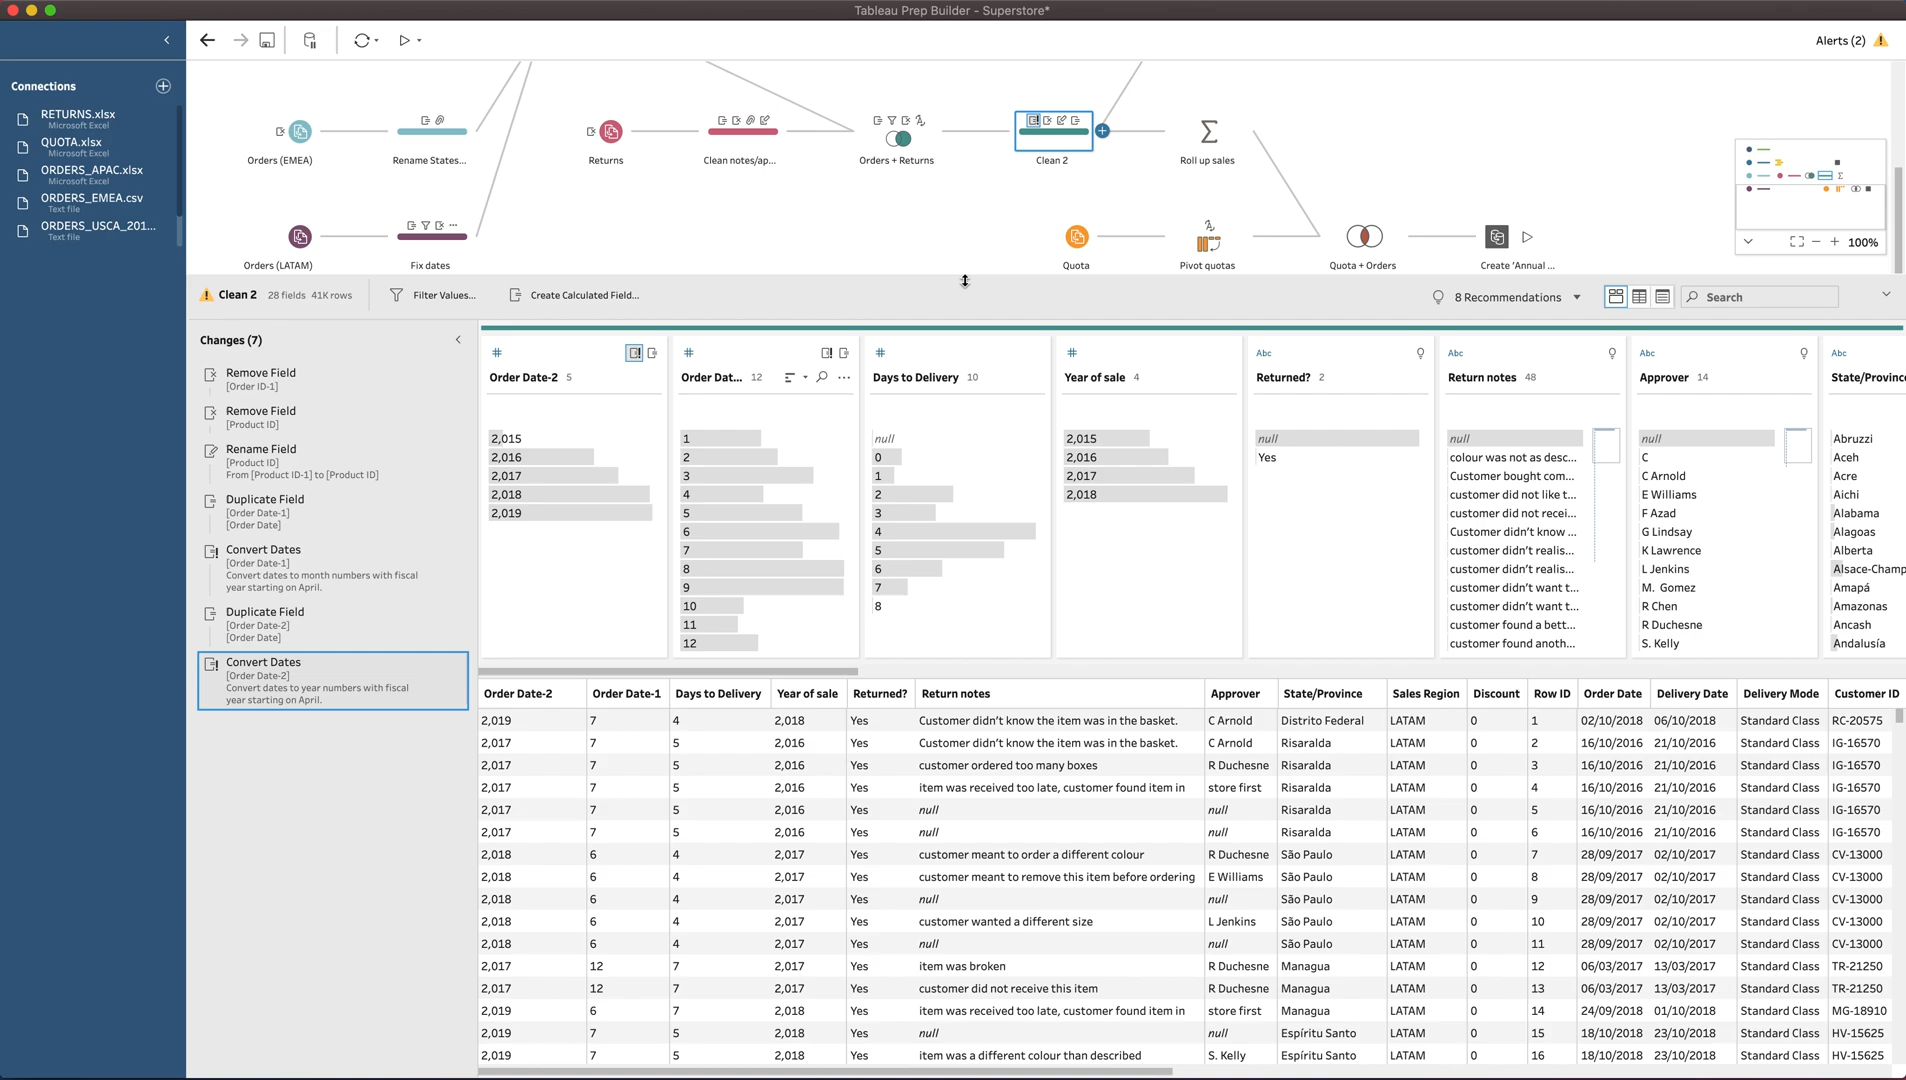 Tableau Prep Builder - Superstore*
Alerts (2)
Connections
RETURNS.xlsx
Microsoft Excel
QUOTA.xlsx
Microsoft Excel
ORDERS_APAC.xlsx
Microsoft Excel
ORDERS_EMEA.csv
Text file
ORDERS_USCA_201...
Text file
Orders (EMEA)
Rename States...
Returns
Clean notes/ap...
Orders + Returns
Clean 2
Roll up sales
Orders (LATAM)
Fix dates
Quota
Pivot quotas
Quota + Orders
Create 'Annual ...
100%
Clean 2 28 fields 41K rows
Filter Values...
Create Calculated Field...
8 Recommendations
Search
Changes (7)
Remove Field
[Order ID-1]
Remove Field
[Product ID]
Rename Field
[Product ID]
From [Product ID-1] to [Product ID]
Duplicate Field
[Order Date-1]
[Order Date]
Convert Dates
[Order Date-1]
Convert dates to month numbers with fiscal
year starting on April.
Duplicate Field
[Order Date-2]
[Order Date]
Convert Dates
[Order Date-2]
Convert dates to year numbers with fiscal
year starting on April.
#
Order Date-2 5
2,015
2,016
2,017
2,018
2,019
#
Order Dat... 12
1
2
3
4
5
6
7
8
9
10
11
12
#
Days to Delivery 10
null
0
1
2
3
4
5
6
7
8
#
Year of sale 4
2,015
2,016
2,017
2,018
Abc
Returned? 2
null
Yes
Abc
Return notes 48
null
colour was not as desc...
Customer bought com...
customer did not like t...
customer did not recei...
Customer didn't know ...
customer didn't realis...
customer didn't realis...
customer didn't want t...
customer didn't want t...
customer found a bett...
customer found anoth...
Abc
Approver 14
null
C
C Arnold
E Williams
F Azad
G Lindsay
K Lawrence
L Jenkins
M. Gomez
R Chen
R Duchesne
S. Kelly
Abc
State/Province
Abruzzi
Aceh
Acre
Aichi
Alabama
Alagoas
Alberta
Alsace-Champ
Amapá
Amazonas
Ancash
Andalusía
Order Date-2 Order Date-1 Days to Delivery Year of sale Returned? Return notes Approver State/Province Sales Region Discount Row ID Order Date Delivery Date Delivery Mode Customer ID
2,019 7 4 2,018 Yes Customer didn't know the item was in the basket. C Arnold Distrito Federal LATAM 0 1 02/10/2018 06/10/2018 Standard Class RC-20575
2,017 7 5 2,016 Yes Customer didn't know the item was in the basket. C Arnold Risaralda LATAM 0 2 16/10/2016 21/10/2016 Standard Class IG-16570
2,017 7 5 2,016 Yes customer ordered too many boxes R Duchesne Risaralda LATAM 0 3 16/10/2016 21/10/2016 Standard Class IG-16570
2,017 7 5 2,016 Yes item was received too late, customer found item in store first Risaralda LATAM 0 4 16/10/2016 21/10/2016 Standard Class IG-16570
2,017 7 5 2,016 Yes null null Risaralda LATAM 0 5 16/10/2016 21/10/2016 Standard Class IG-16570
2,017 7 5 2,016 Yes null null Risaralda LATAM 0 6 16/10/2016 21/10/2016 Standard Class IG-16570
2,018 6 4 2,017 Yes customer meant to order a different colour R Duchesne São Paulo LATAM 0 7 28/09/2017 02/10/2017 Standard Class CV-13000
2,018 6 4 2,017 Yes customer meant to remove this item before ordering E Williams São Paulo LATAM 0 8 28/09/2017 02/10/2017 Standard Class CV-13000
2,018 6 4 2,017 Yes null null São Paulo LATAM 0 9 28/09/2017 02/10/2017 Standard Class CV-13000
2,018 6 4 2,017 Yes customer wanted a different size L Jenkins São Paulo LATAM 0 10 28/09/2017 02/10/2017 Standard Class CV-13000
2,018 6 4 2,017 Yes null null São Paulo LATAM 0 11 28/09/2017 02/10/2017 Standard Class CV-13000
2,017 12 7 2,017 Yes item was broken R Duchesne Managua LATAM 0 12 06/03/2017 13/03/2017 Standard Class TR-21250
2,017 12 7 2,017 Yes customer did not receive this item R Duchesne Managua LATAM 0 13 06/03/2017 13/03/2017 Standard Class TR-21250
2,019 6 7 2,018 Yes item was received too late, customer found item in store first Managua LATAM 0 14 24/09/2018 01/10/2018 Standard Class MG-18910
2,019 7 5 2,018 Yes null null Espíritu Santo LATAM 0 15 18/10/2018 23/10/2018 Standard Class HV-15625
2,019 7 5 2,018 Yes item was a different colour than described S. Kelly Espíritu Santo LATAM 0 16 18/10/2018 23/10/2018 Standard Class HV-15625